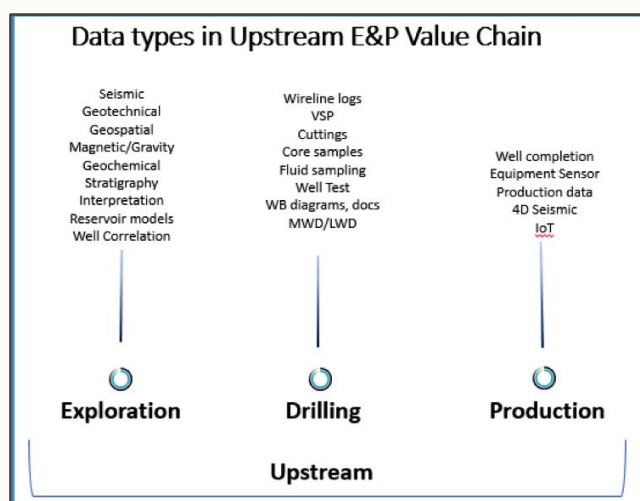 Data types in Upstream E&P Value Chain
Seismic
Geotechnical
Geospatial
Magnetic/Gravity
Geochemical
Stratigraphy
Interpretation
Reservoir models
Well Correlation
Exploration
Wireline logs
VSP
Cuttings
Core samples
Fluid sampling
Well Test
WB diagrams, docs
MWD/LWD
Drilling
Well completion
Equipment Sensor
Production data
4D Seismic
IoT
Production
Upstream